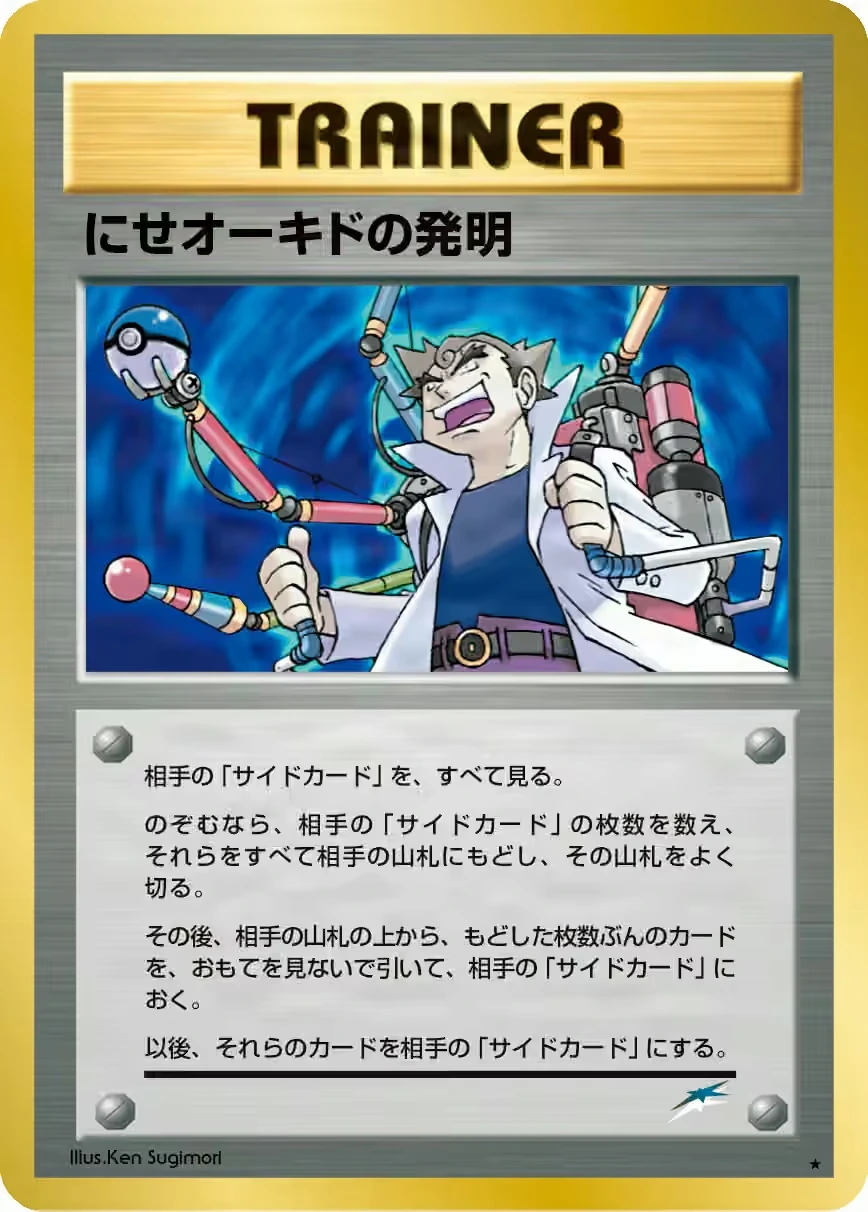 TRAINER
にせオーキドの発明
相手の「サイドカード」を、すべて見る。
のぞむなら、相手の「サイドカード」の枚数を数え、
それらをすべて相手の山札にもどし、その山札をよく
切る。
その後、相手の山札の上から、もどした枚数ぶんのカード
を、おもてを見ないで引いて、相手の「サイドカード」に
おく。
以後、それらのカードを相手の「サイドカード」にする。
Illus.Ken Sugimori
★